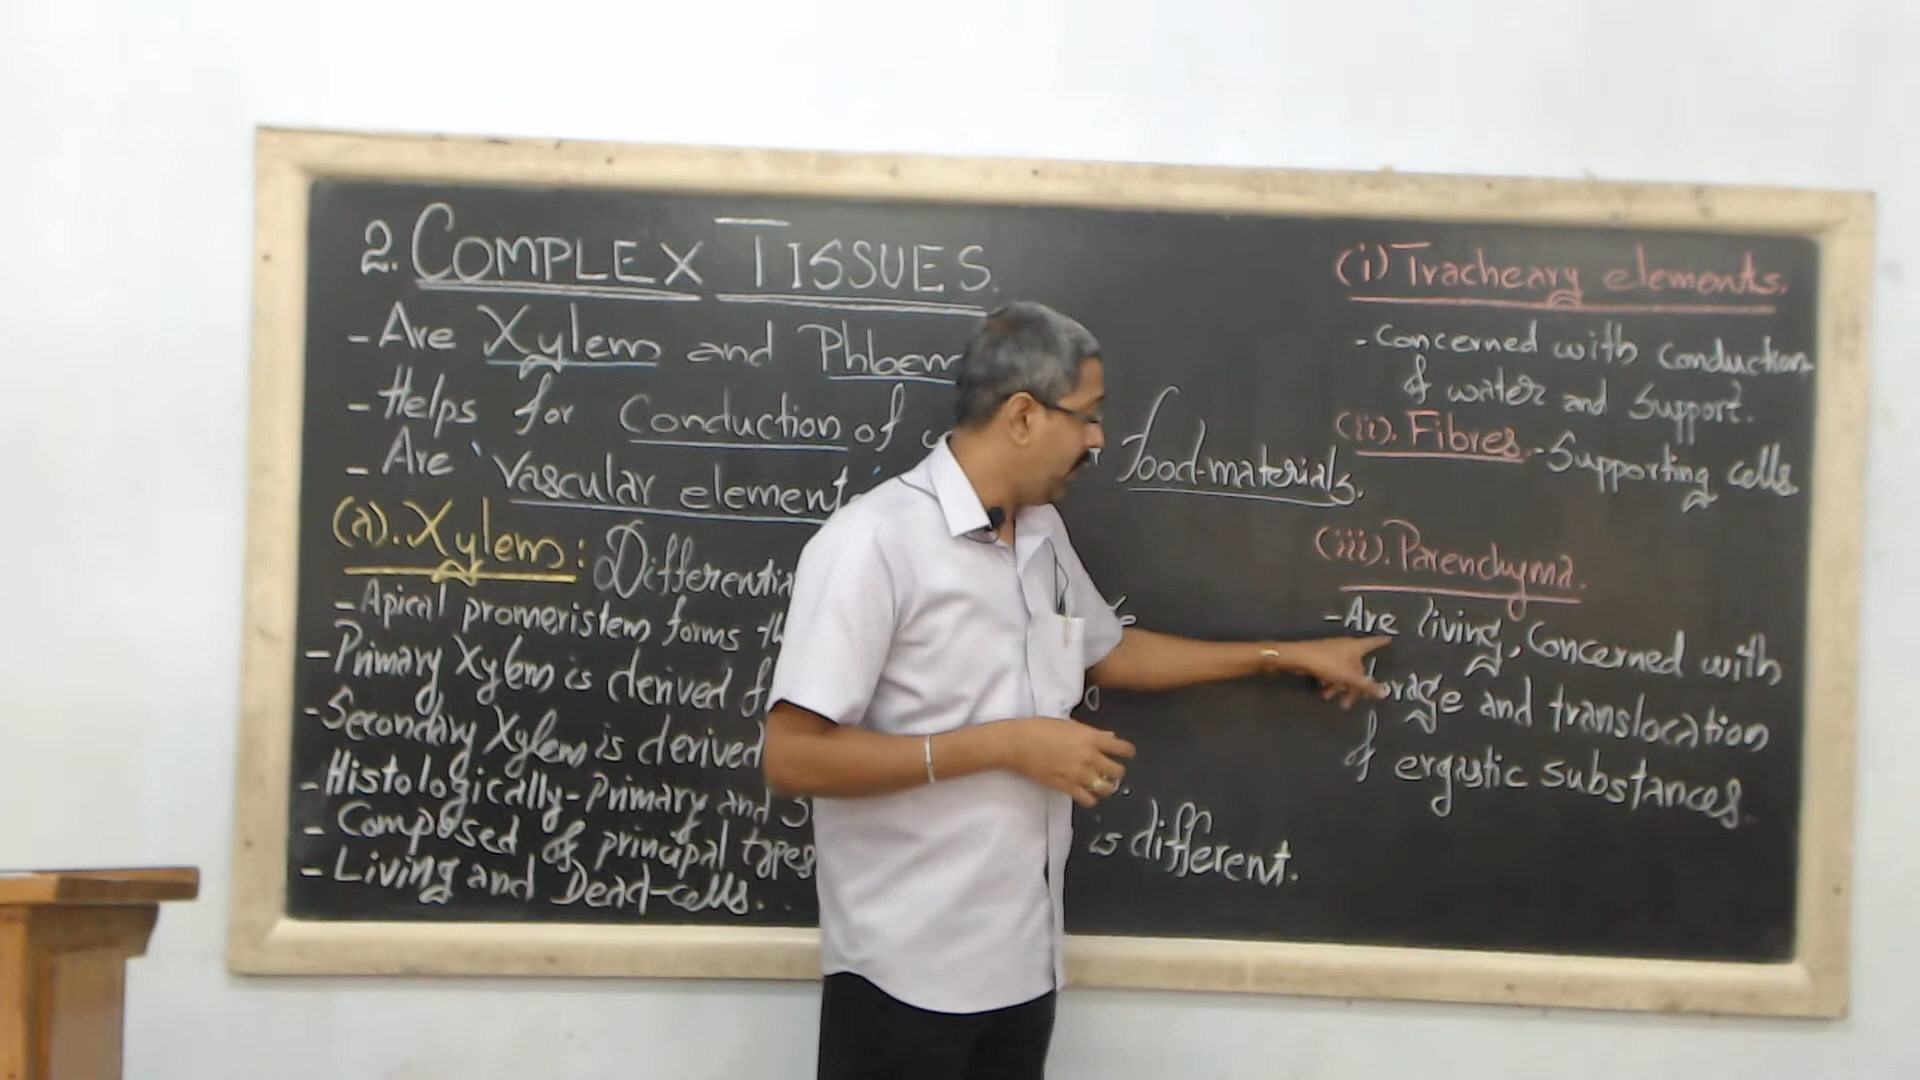 2. COMPLEX TISSUES.
- Are Xylem and Phloem
- Helps for Conduction of food-materials.
- Are 'Vascular element
(a). Xylem: Differentia
- Apical promeristem forms th
- Primary Xylem is derived f
- Secondary Xylem is derived
- Histologically - Primary and S is different.
- Composed of principal types
- Living and Dead-cells...
(i) Tracheary elements.
- Concerned with conduction
of water and support.
(ii). Fibres. - Supporting cells
(iii). Parenchyma.
- Are living, Concerned with
orage and translocation
of ergastic substances.